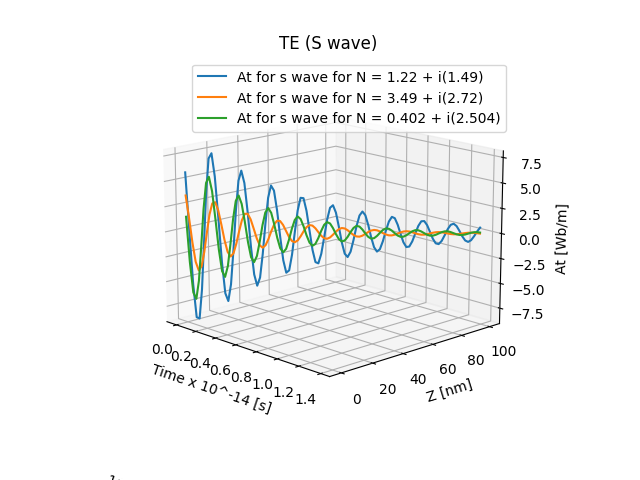 TE (S wave)
At for s wave for N = 1.22 + i(1.49)
At for s wave for N = 3.49 + i(2.72)
At for s wave for N = 0.402 + i(2.504)
7.5
5.0
2.5
0.0
−2.5
−5.0
−7.5
At [Wb/m]
0.0 0.2 0.4 0.6 0.8 1.0 1.2 1.4
Time x 10^-14 [s]
0 20 40 60 80 100
Z [nm]